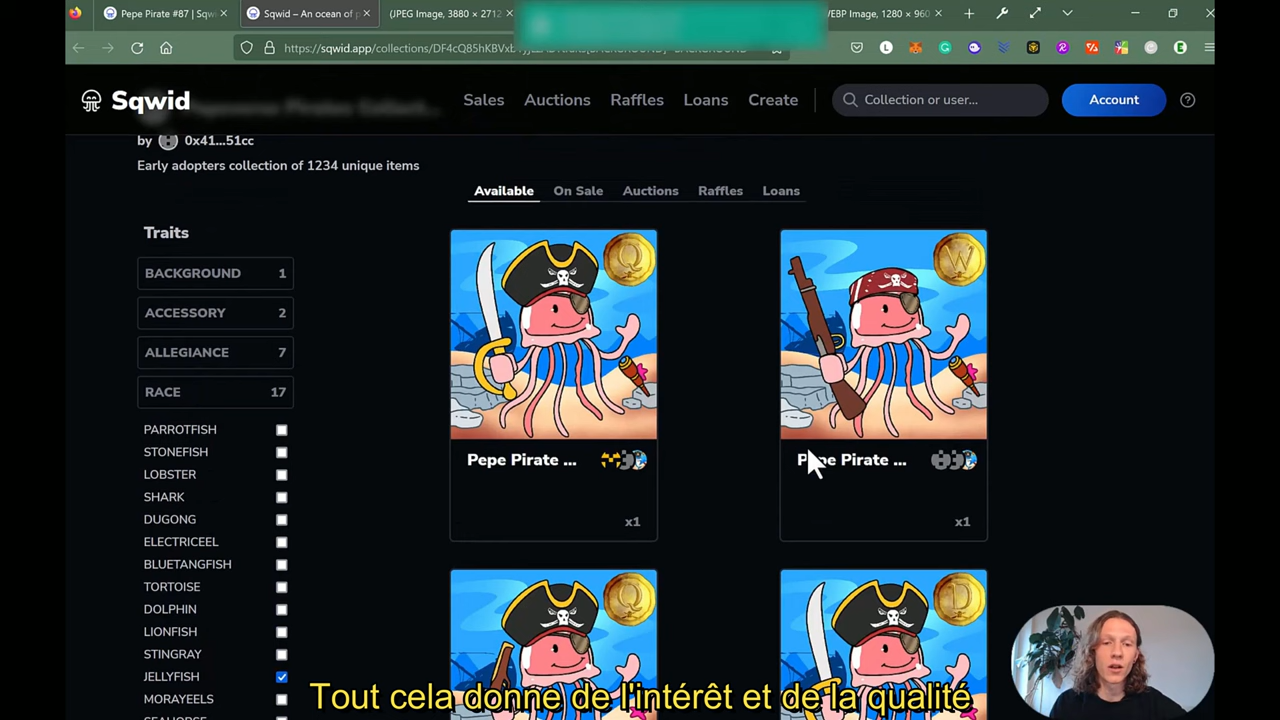 Pepe Pirate #87 | Sqwi
Sqwid – An ocean of p
(JPEG Image, 3880 × 2712
EBP Image, 1280 × 960
https://sqwid.app/collections/
Sqwid
Sales
Auctions
Raffles
Loans
Create
Collection or user...
Account
by 0x41...51cc
Early adopters collection of 1234 unique items
Available
On Sale
Auctions
Raffles
Loans
Traits
BACKGROUND 1
ACCESSORY 2
ALLEGIANCE 7
RACE 17
PARROTFISH
STONEFISH
LOBSTER
SHARK
DUGONG
ELECTRICEEL
BLUETANGFISH
TORTOISE
DOLPHIN
LIONFISH
STINGRAY
JELLYFISH
MORAYEELS
Q
Pepe Pirate ...
x1
W
Pepe Pirate ...
x1
Q
D
Tout cela donne de l'intérêt et de la qualité